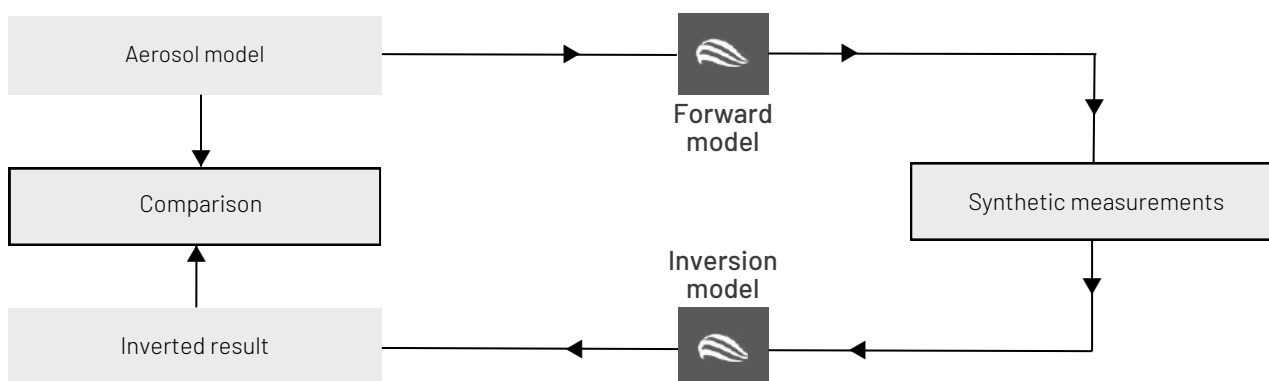 Aerosol model
Forward
model
Comparison
Synthetic measurements
Inversion
model
Inverted result